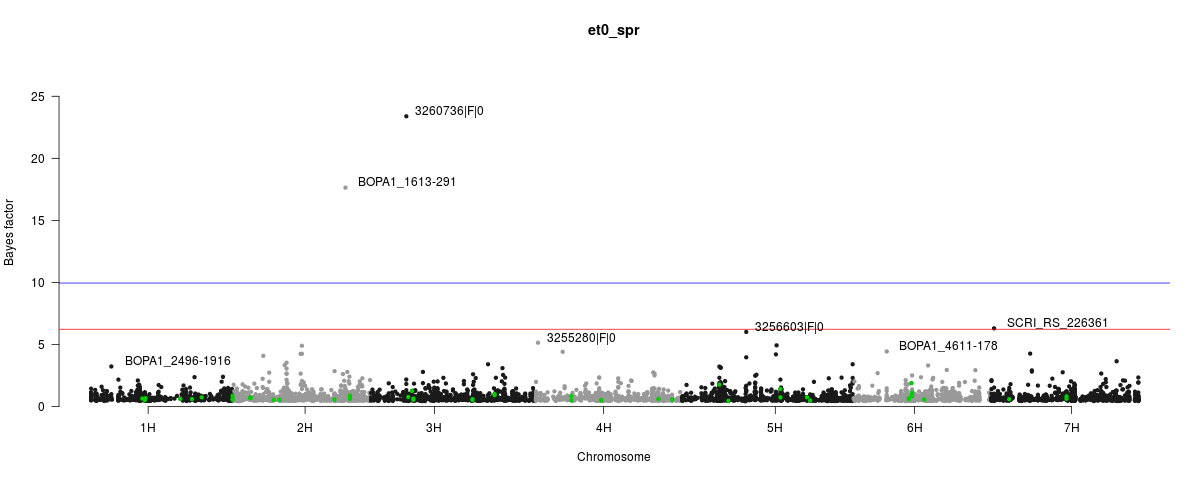 et0_spr
25
3260736|F|0
20
BOPA1_1613-291
15
Bayes factor
10
SCRI_RS_226361
3256603|F|0
3255280|F|0
5
BOPA1_4611-178
BOPA1_2496-1916
0
1H 2H 3H 4H 5H 6H 7H
Chromosome